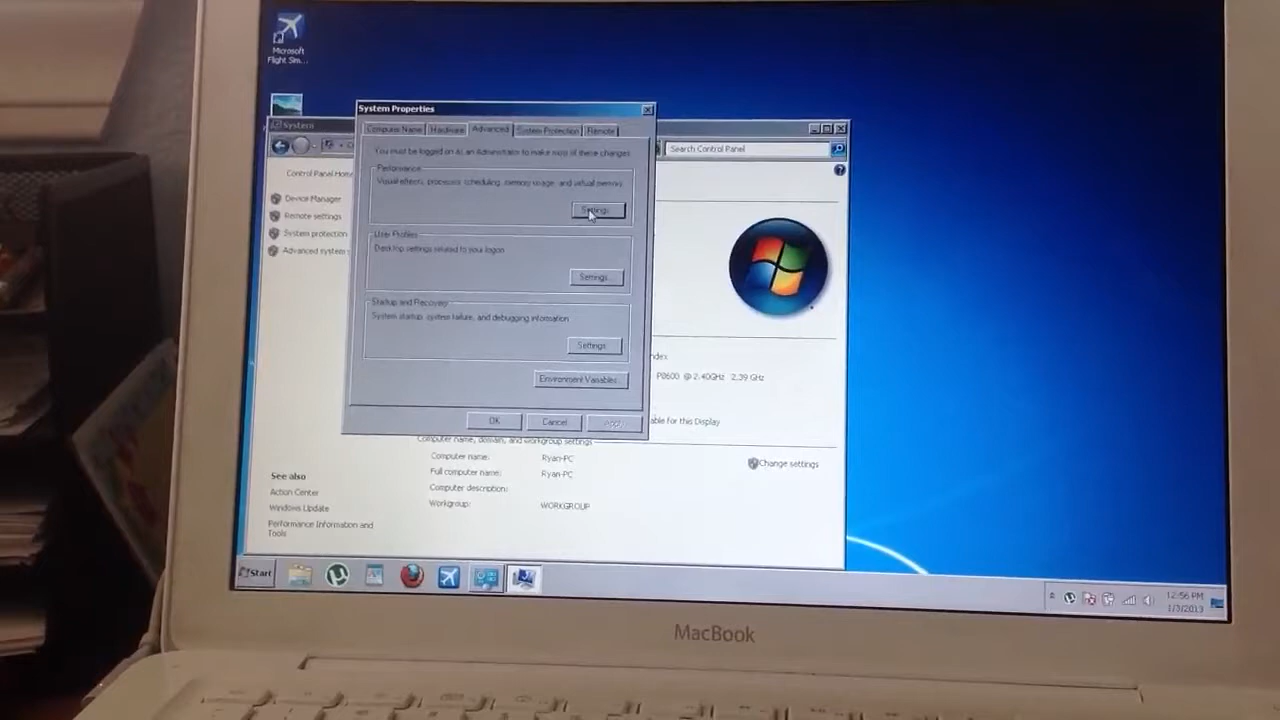 Microsoft
Flight Sim...
System Properties
System
Computer Name
Hardware
Advanced
System Protection
Remote
You must be logged on as an Administrator to make most of these changes.
Search Control Panel
Control Panel Home
Performance
Visual effects, processor scheduling, memory usage, and virtual memory
Device Manager
Settings...
Remote settings
System protection
User Profiles
Desktop settings related to your logon
Advanced system
Settings...
Startup and Recovery
System startup, system failure, and debugging information
Settings...
Environment Variables...
P8600 @ 2.40GHz 2.39 GHz
OK
Cancel
Apply
able for this Display
Computer name, domain, and workgroup settings
Computer name:
Ryan-PC
Change settings
Full computer name:
Ryan-PC
Computer description:
Workgroup:
WORKGROUP
See also
Action Center
Windows Update
Performance Information and
Tools
Start
12:56 PM
1/3/2013
MacBook